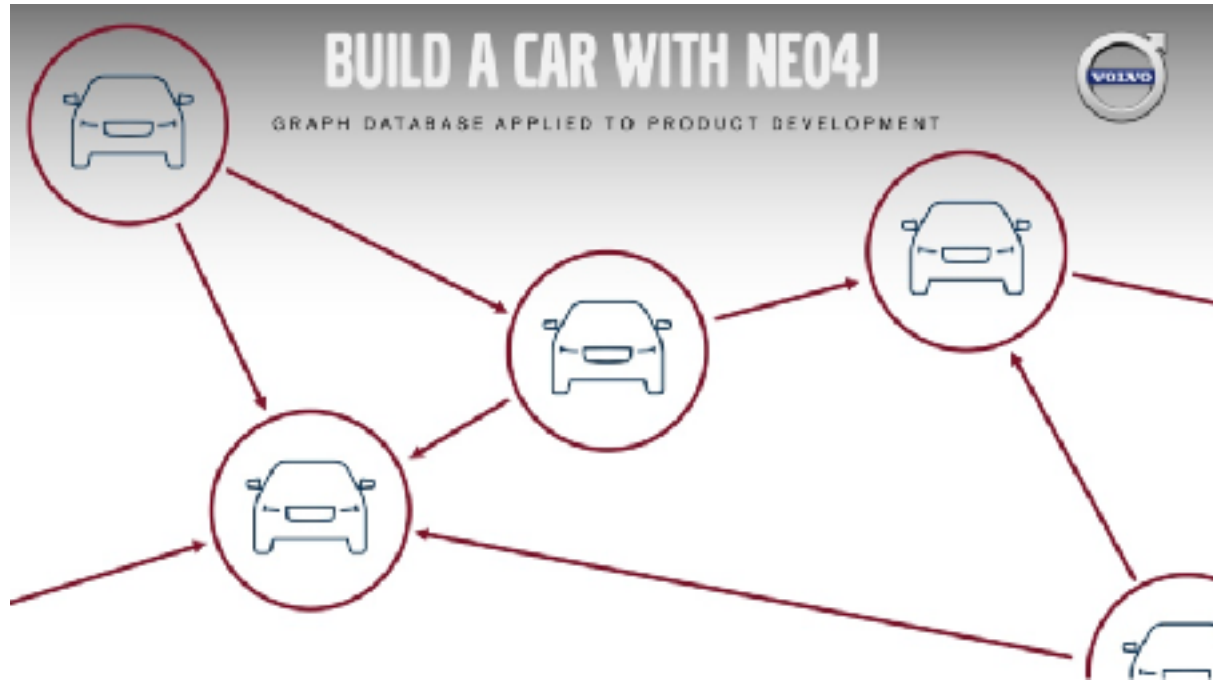 BUILD A CAR WITH NEO4J
GRAPH DATABASE APPLIED TO PRODUCT DEVELOPMENT
VOLVO